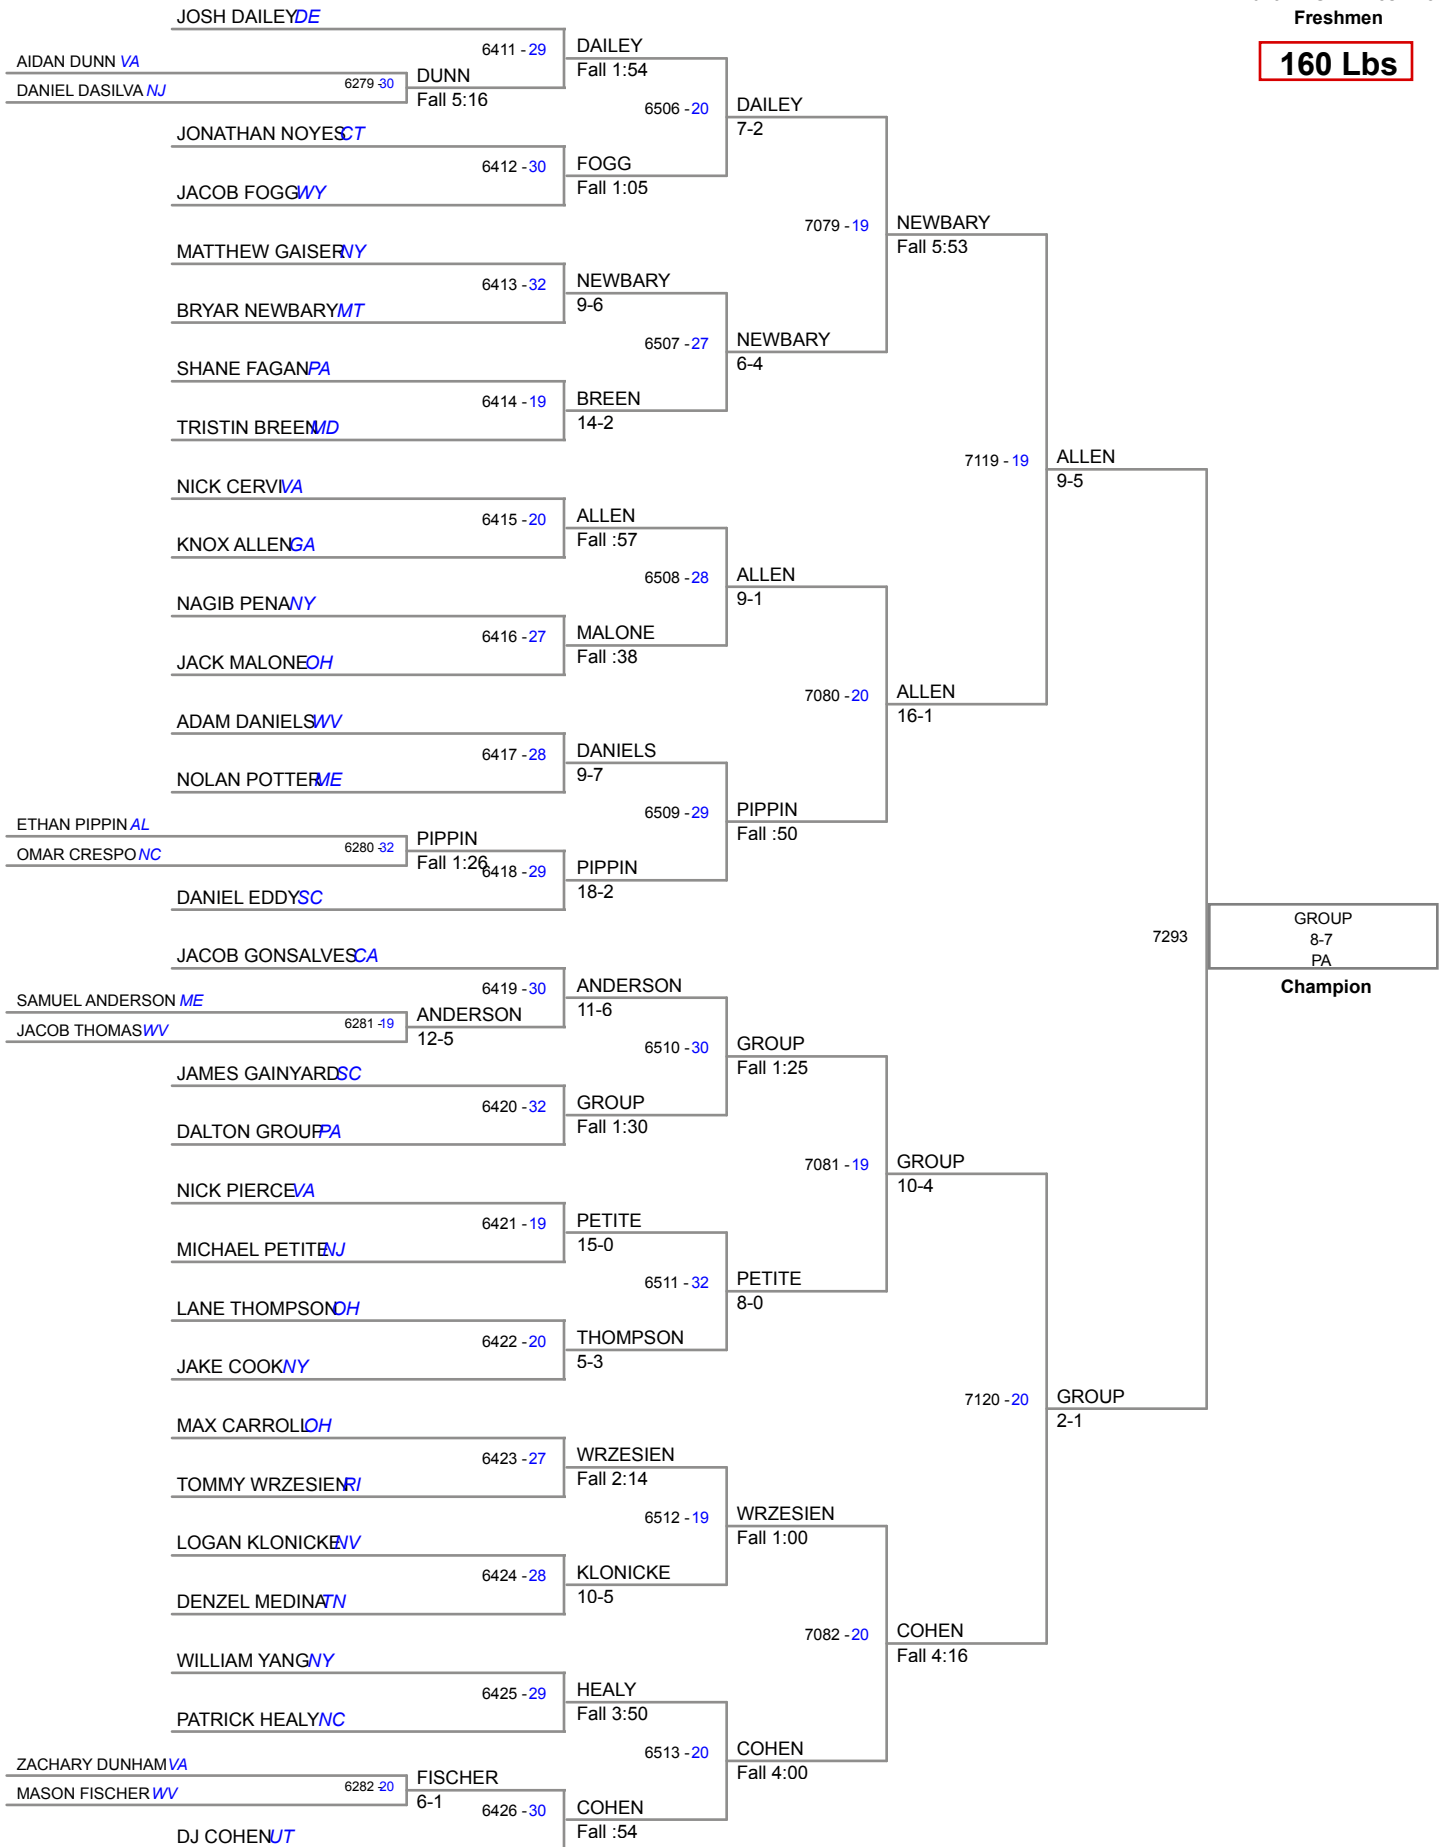 Freshmen
160 Lbs
JOSH DAILEY DE
6411 - 29
DAILEY
Fall 1:54
AIDAN DUNN VA
DANIEL DASILVA NJ
6279 -30
DUNN
Fall 5:16
6506 - 20
DAILEY
7-2
JONATHAN NOYES CT
6412 - 30
FOGG
Fall 1:05
JACOB FOGG WY
7079 - 19
NEWBARY
Fall 5:53
MATTHEW GAISER NY
6413 - 32
NEWBARY
9-6
BRYAR NEWBARY MT
6507 - 27
NEWBARY
6-4
SHANE FAGAN PA
6414 - 19
BREEN
14-2
TRISTIN BREEN MD
7119 - 19
ALLEN
9-5
NICK CERVI VA
6415 - 20
ALLEN
Fall :57
KNOX ALLEN GA
6508 - 28
ALLEN
9-1
NAGIB PENA NY
6416 - 27
MALONE
Fall :38
JACK MALONE OH
7080 - 20
ALLEN
16-1
ADAM DANIELS WV
6417 - 28
DANIELS
9-7
NOLAN POTTER ME
6509 - 29
PIPPIN
Fall :50
ETHAN PIPPIN AL
OMAR CRESPO NC
6280 -32
PIPPIN
Fall 1:26
6418 - 29
PIPPIN
18-2
DANIEL EDDY SC
7293
GROUP
8-7
PA
Champion
JACOB GONSALVES CA
6419 - 30
ANDERSON
11-6
SAMUEL ANDERSON ME
JACOB THOMAS WV
6281 -19
ANDERSON
12-5
6510 - 30
GROUP
Fall 1:25
JAMES GAINYARD SC
6420 - 32
GROUP
Fall 1:30
DALTON GROUP PA
7081 - 19
GROUP
10-4
NICK PIERCE VA
6421 - 19
PETITE
15-0
MICHAEL PETITE NJ
6511 - 32
PETITE
8-0
LANE THOMPSON OH
6422 - 20
THOMPSON
5-3
JAKE COOK NY
7120 - 20
GROUP
2-1
MAX CARROLL OH
6423 - 27
WRZESIEN
Fall 2:14
TOMMY WRZESIEN RI
6512 - 19
WRZESIEN
Fall 1:00
LOGAN KLONICKE NV
6424 - 28
KLONICKE
10-5
DENZEL MEDINA TN
7082 - 20
COHEN
Fall 4:16
WILLIAM YANG NY
6425 - 29
HEALY
Fall 3:50
PATRICK HEALY NC
6513 - 20
COHEN
Fall 4:00
ZACHARY DUNHAM VA
MASON FISCHER WV
6282 -20
FISCHER
6-1
6426 - 30
COHEN
Fall :54
DJ COHEN UT